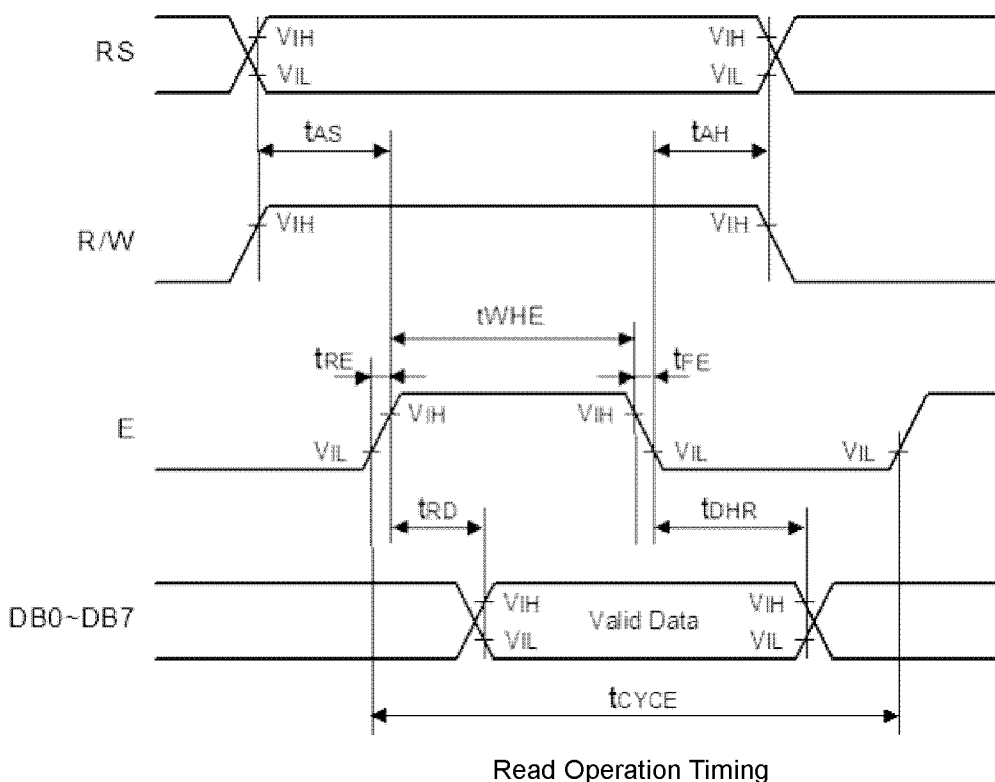 RS
VIH
VIH
VIL
VIL
tAS
tAH
R/W
VIH
VIH
tWHE
tRE
tFE
E
VIH
VIH
VIL
VIL
VIL
tRD
tDHR
DB0~DB7
VIH
Valid Data
VIH
VIL
VIL
tCYCE
Read Operation Timing